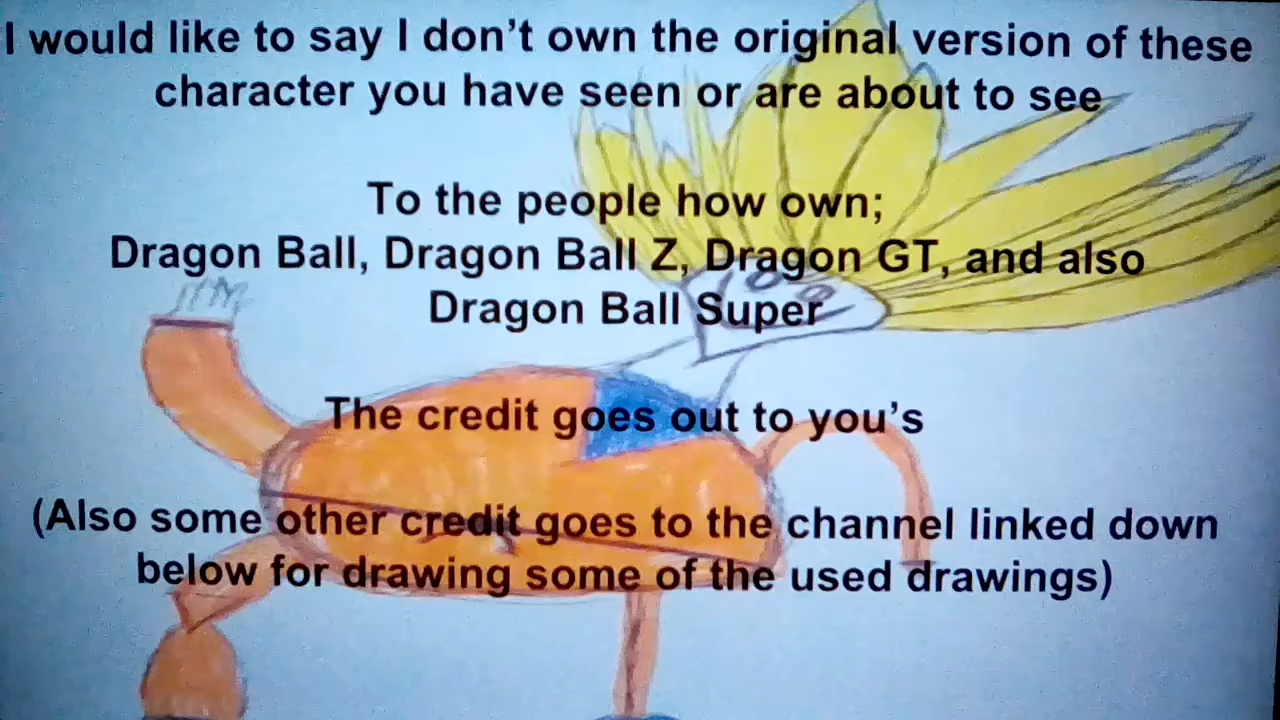 I would like to say I don’t own the original version of these
character you have seen or are about to see
To the people how own;
Dragon Ball, Dragon Ball Z, Dragon GT, and also
Dragon Ball Super
The credit goes out to you’s
(Also some other credit goes to the channel linked down
below for drawing some of the used drawings)